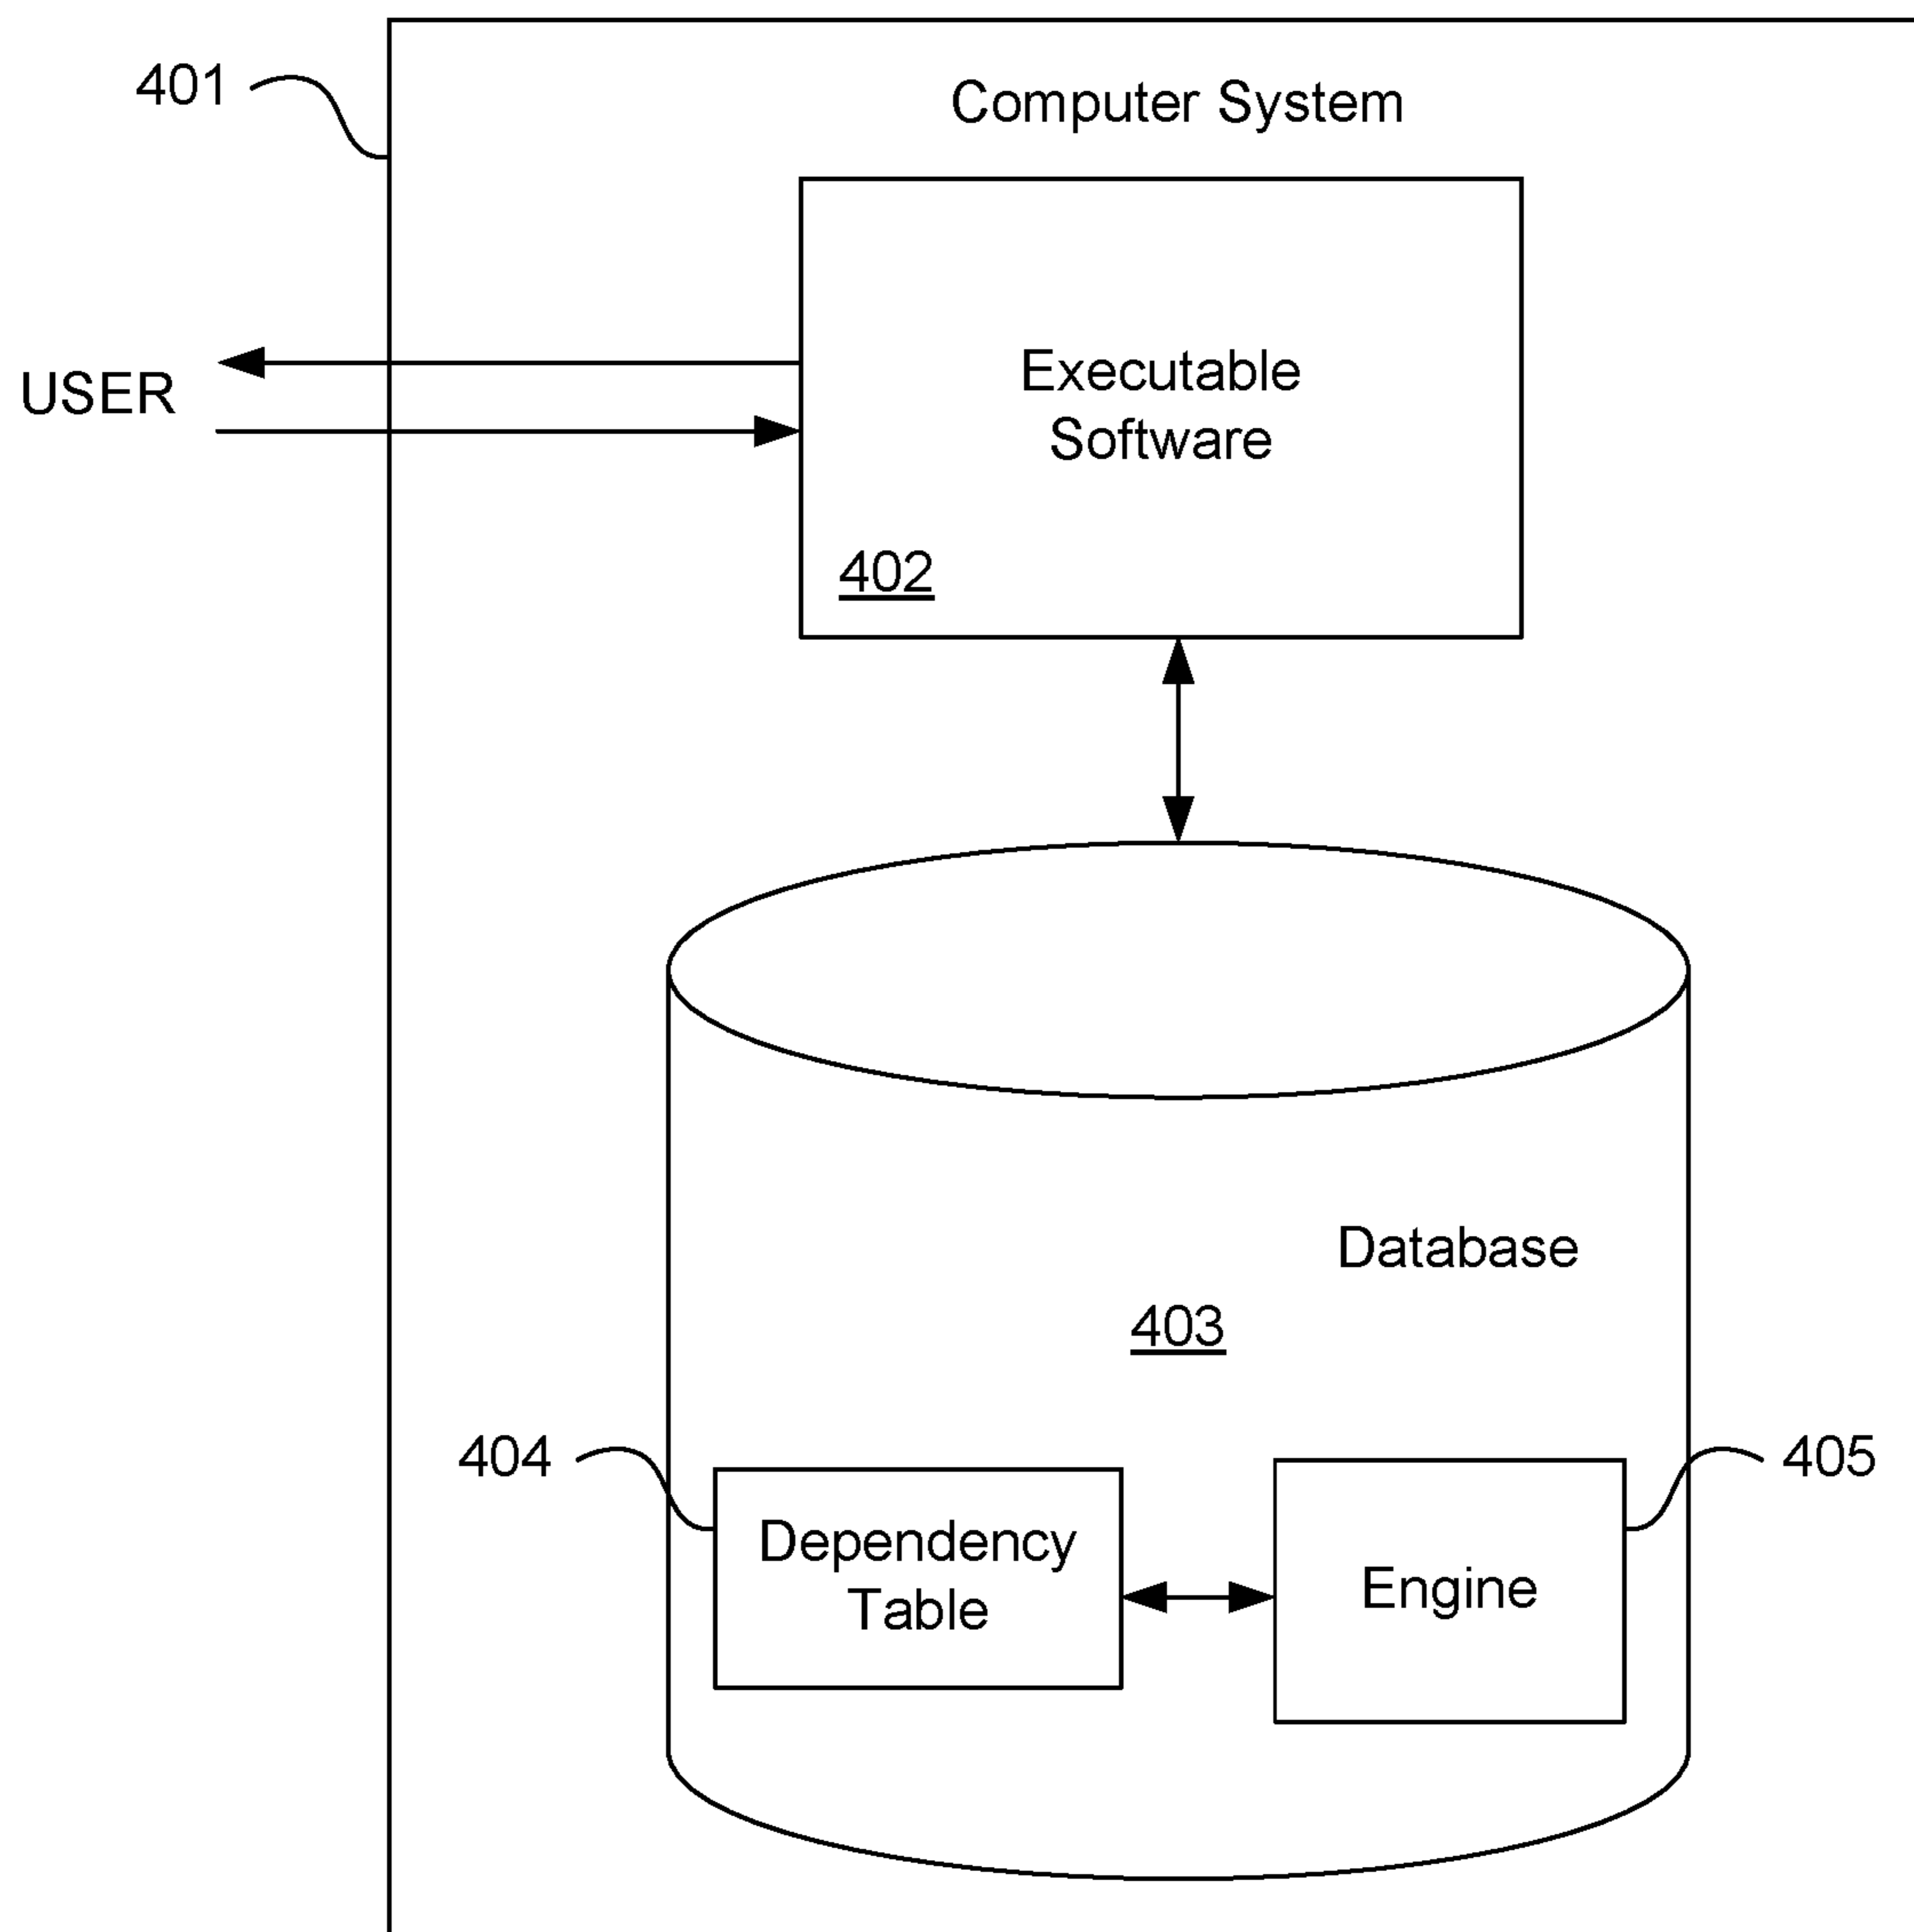 401
Computer System
USER
Executable
Software
402
Database
403
404
405
Dependency
Table
Engine